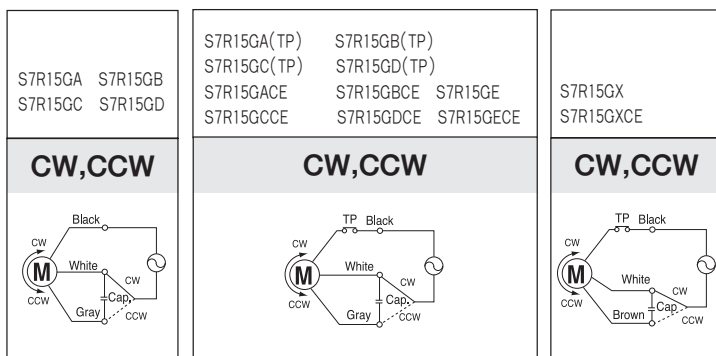 S7R15GA S7R15GB
S7R15GC S7R15GD
CW,CCW
Black
CW
M
White
CW
Cap.
CCW
Gray
CCW
S7R15GA(TP) S7R15GB(TP)
S7R15GC(TP) S7R15GD(TP)
S7R15GACE S7R15GBCE S7R15GE
S7R15GCCE S7R15GDCE S7R15GECE
CW,CCW
TP Black
CW
White
M
CW
Cap.
CCW
Gray
CCW
S7R15GX
S7R15GXCE
CW,CCW
TP Black
CW
M
White
CW
CCW
Cap.
Brown
CCW